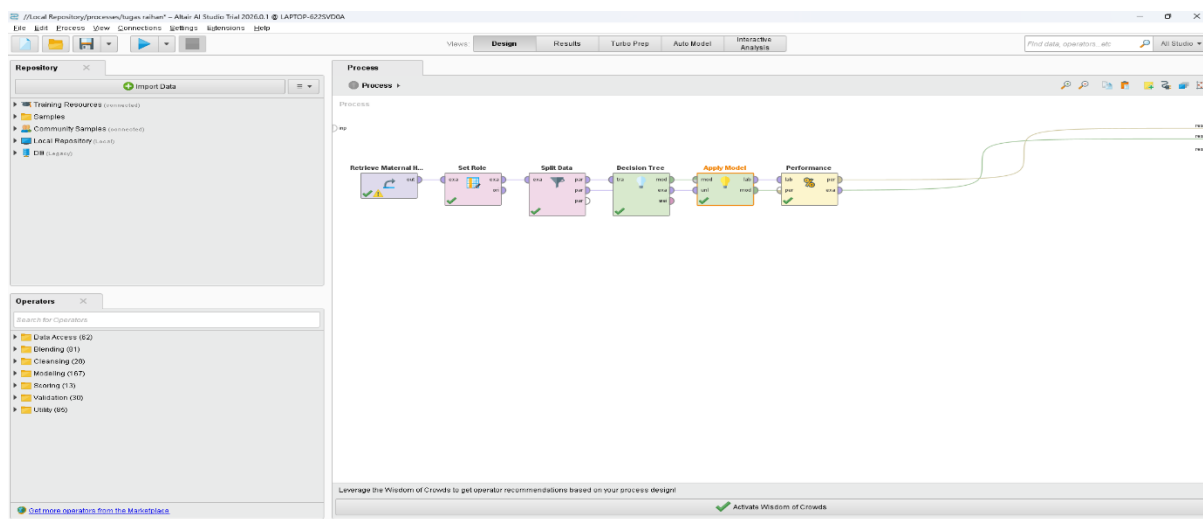 //Local Repository/processes/tugas raihan* – Altair AI Studio Trial 2026.0.1 @ LAPTOP-622SVD0A
File Edit Process View Connections Settings Extensions Help
Views: Design Results Turbo Prep Auto Model Interactive Analysis
Find data, operators...etc
All Studio
Repository
Import Data
Training Resources (connected)
Samples
Community Samples (connected)
Local Repository (Local)
DB (Legacy)
Operators
Search for Operators
Data Access (62)
Blending (81)
Cleansing (28)
Modeling (167)
Scoring (13)
Validation (30)
Utility (85)
Get more operators from the Marketplace
Process
Process
Process
inp
res
res
res
Retrieve Maternal H...
out
Set Role
exa
exa
ori
Split Data
exa
par
par
par
Decision Tree
tra
mod
exa
wei
Apply Model
mod
unl
lab
mod
Performance
lab
per
per
exa
Leverage the Wisdom of Crowds to get operator recommendations based on your process design!
Activate Wisdom of Crowds